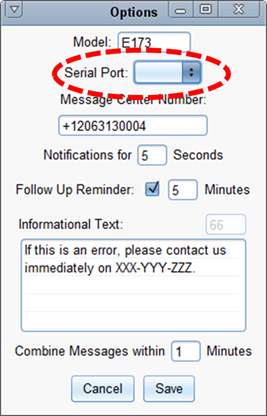 Options
Model: E173
Serial Port:
Message Center Number:
+12063130004
Notifications for 5 Seconds
Follow Up Reminder: 5 Minutes
Informational Text: 66
If this is an error, please contact us
immediately on XXX-YYY-ZZZ.
Combine Messages within 1 Minutes
Cancel Save